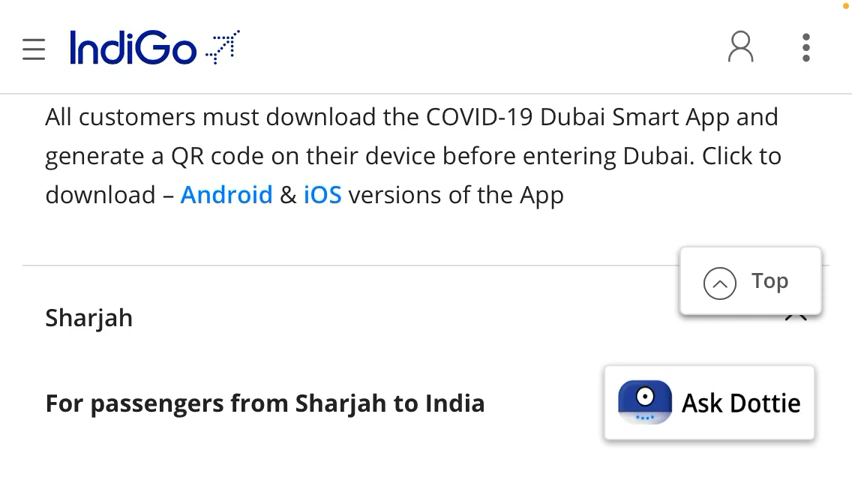 IndiGo
All customers must download the COVID-19 Dubai Smart App and
generate a QR code on their device before entering Dubai. Click to
download – Android & iOS versions of the App
Top
Sharjah
For passengers from Sharjah to India
Ask Dottie